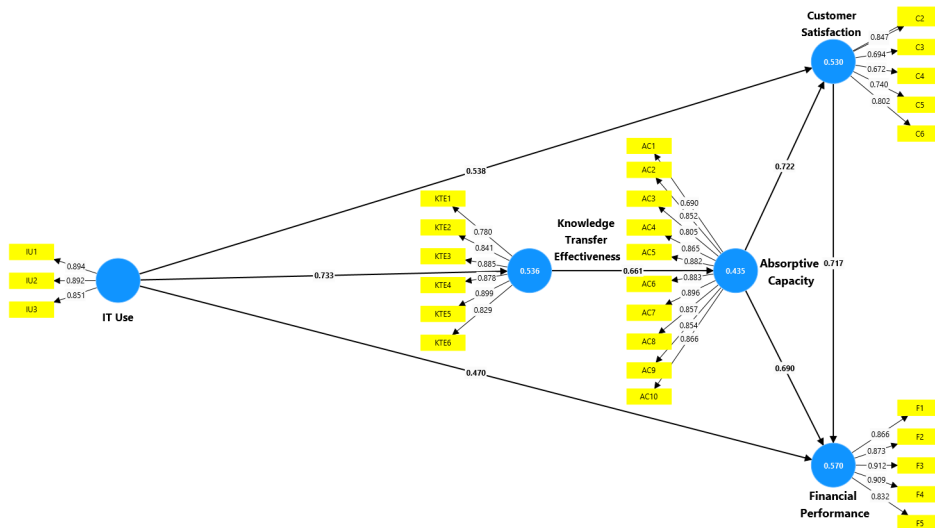 Customer
Satisfaction
C2
0.847
C3
0.694
0.530
0.672
C4
0.740
C5
0.802
C6
AC1
AC2
0.722
0.538
KTE1
AC3
0.690
0.852
0.780
Knowledge
Transfer
Effectiveness
KTE2
0.841
AC4
0.805
0.865
IU1
0.894
KTE3
0.885
AC5
0.882
0.717
IU2
0.892
0.733
0.878
0.536
0.661
0.883
0.435
Absorptive
Capacity
KTE4
AC6
0.851
0.899
0.896
IU3
KTE5
0.829
AC7
0.857
IT Use
0.854
KTE6
AC8
0.866
AC9
0.470
0.690
AC10
F1
0.866
F2
0.873
0.570
0.912
F3
0.909
F4
0.832
Financial
Performance
F5